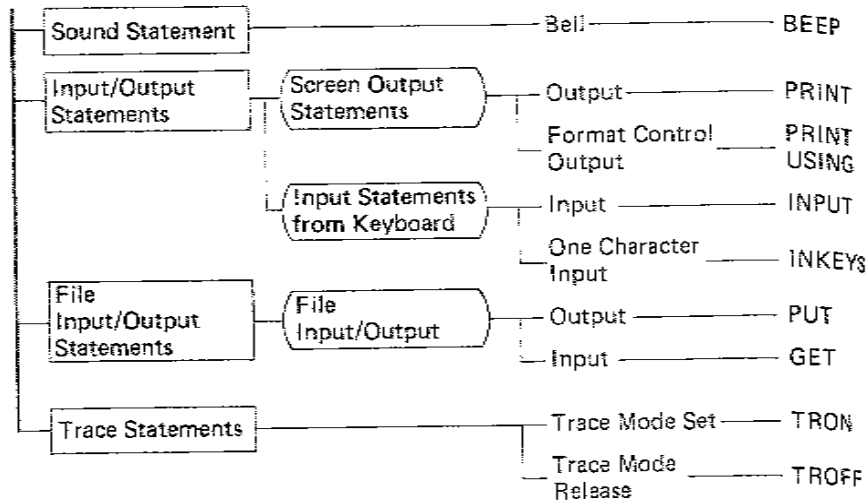 Sound Statement
Bell
BEEP
Input/Output
Statements
Screen Output
Statements
Output
PRINT
Format Control
Output
PRINT
USING
Input Statements
from Keyboard
Input
INPUT
One Character
Input
INKEYS
File
Input/Output
Statements
File
Input/Output
Output
PUT
Input
GET
Trace Statements
Trace Mode Set
TRON
Trace Mode
Release
TROFF